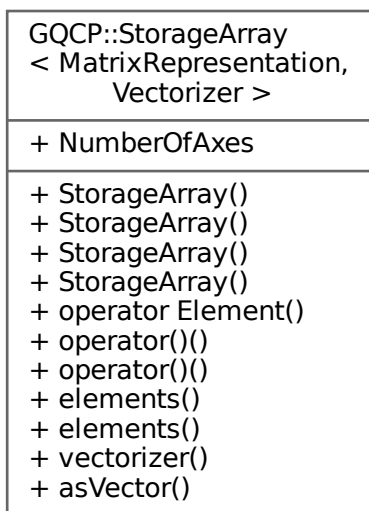 GQCP::StorageArray
< MatrixRepresentation,
Vectorizer >
+ NumberOfAxes
+ StorageArray()
+ StorageArray()
+ StorageArray()
+ StorageArray()
+ operator Element()
+ operator()()
+ operator()()
+ elements()
+ elements()
+ vectorizer()
+ asVector()